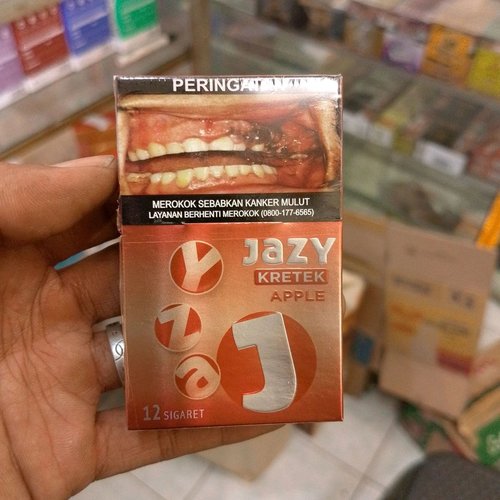 MEROKOK SEBABKAN KANKER MULUT
LAYANAN BERHENTI MEROKOK (0800-177-6565)
JaZY
KRETEK
APPLE
Y
Z
a
J
12 SIGARET